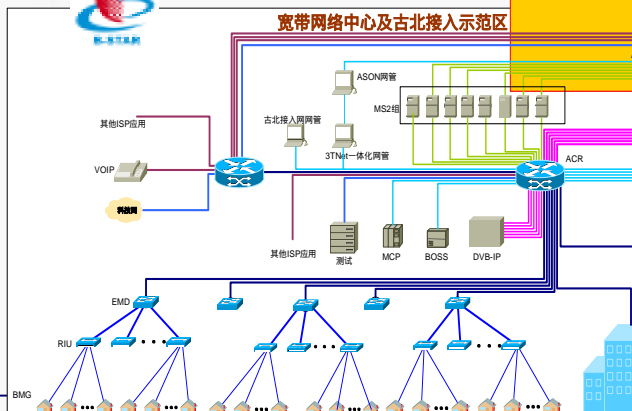 宽带网络中心及古北接入示范区
ASON网管
MS2组
古北接入网网管
其他ISP应用
3TNet一体化网管
ACR
VOIP
科技网
其他ISP应用
测试
MCP
BOSS
DVB-IP
EMD
RIU
BMG